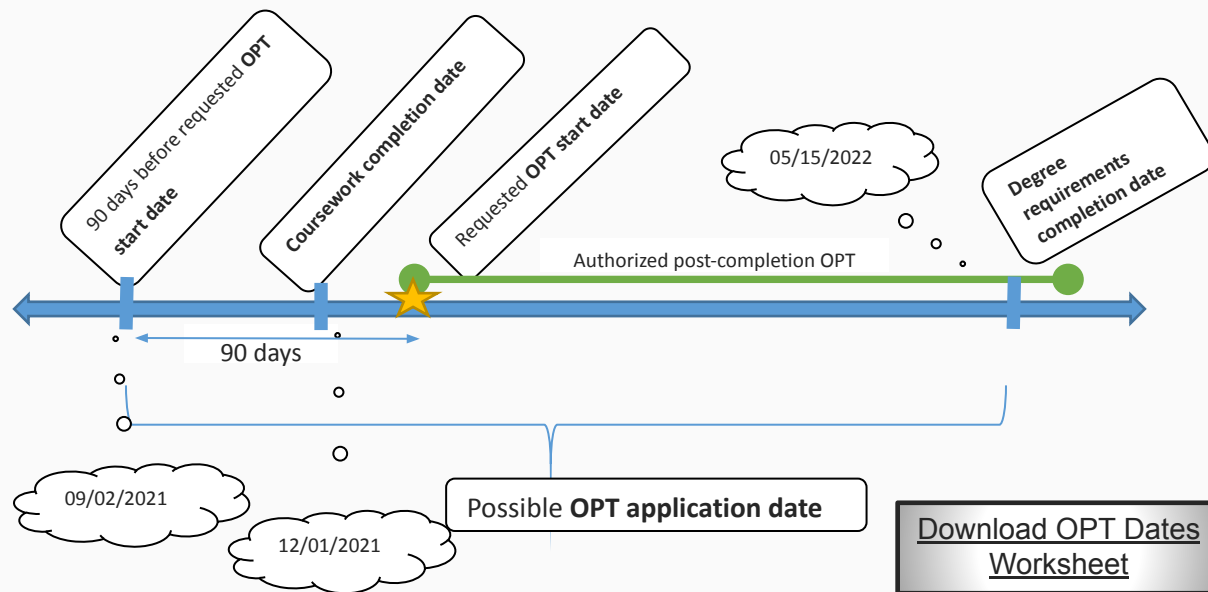 90 days before requested OPT
start date
Coursework completion date
Requested OPT start date
05/15/2022
Degree
requirements
completion date
Authorized post-completion OPT
90 days
09/02/2021
12/01/2021
Possible OPT application date
Download OPT Dates
Worksheet